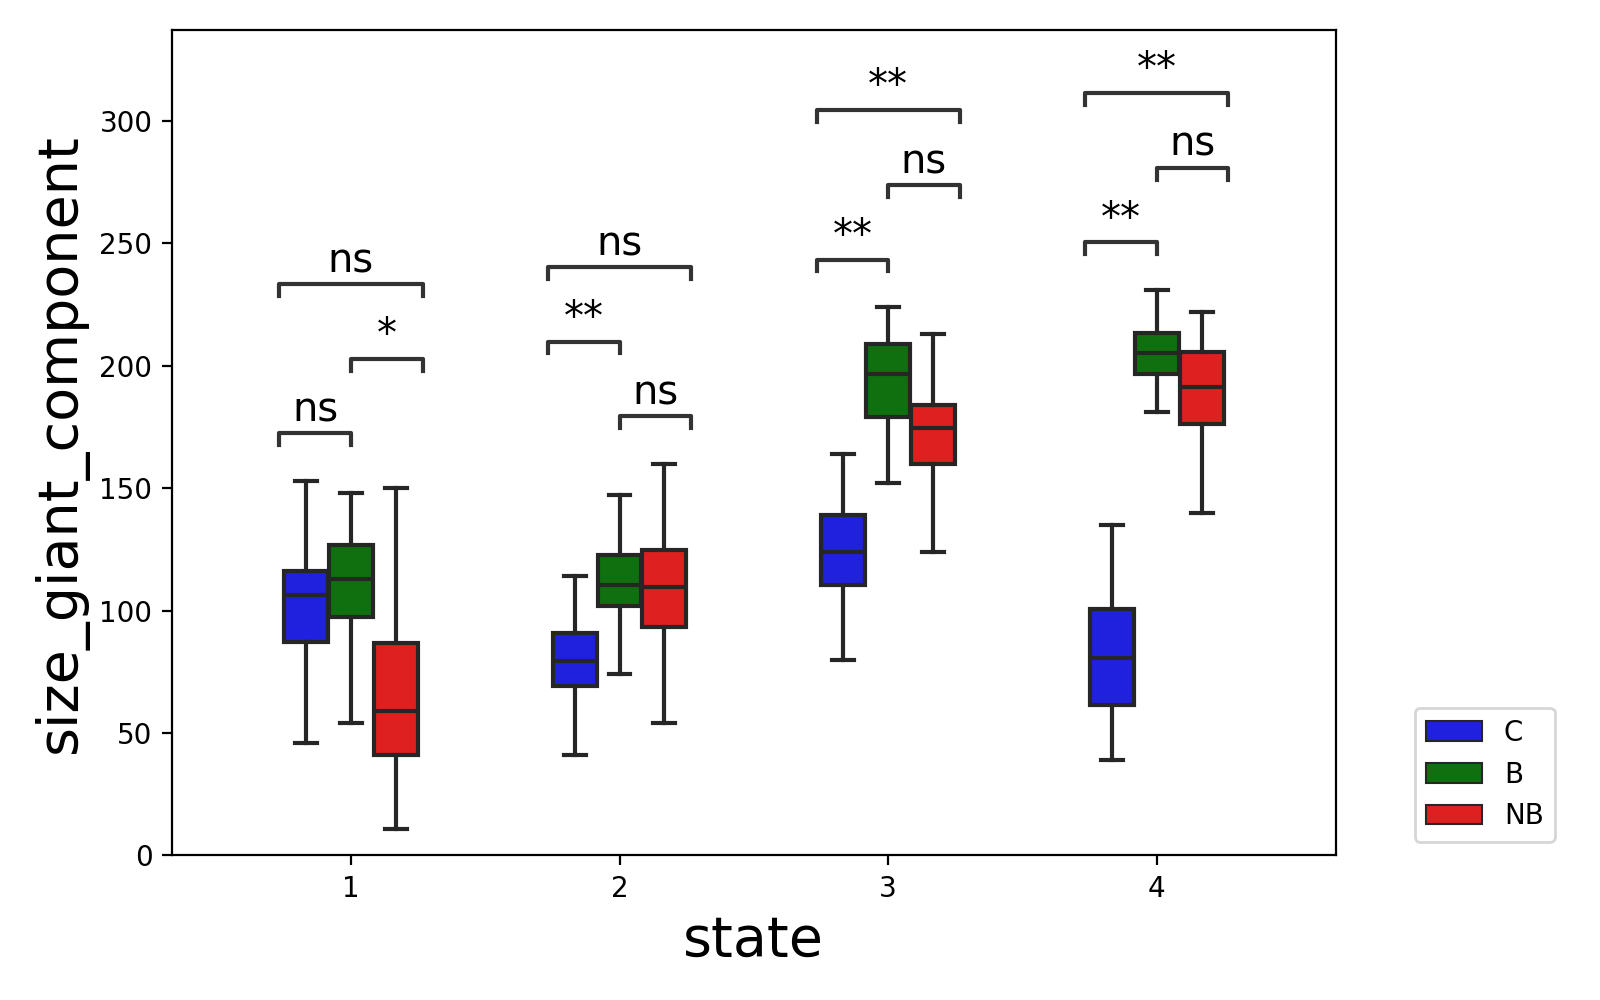 **
**
300
ns
ns
**
**
250
ns
ns
**
*
200
ns
ns
150
100
50
0
1 2 3 4
size_giant_component
state
C
B
NB